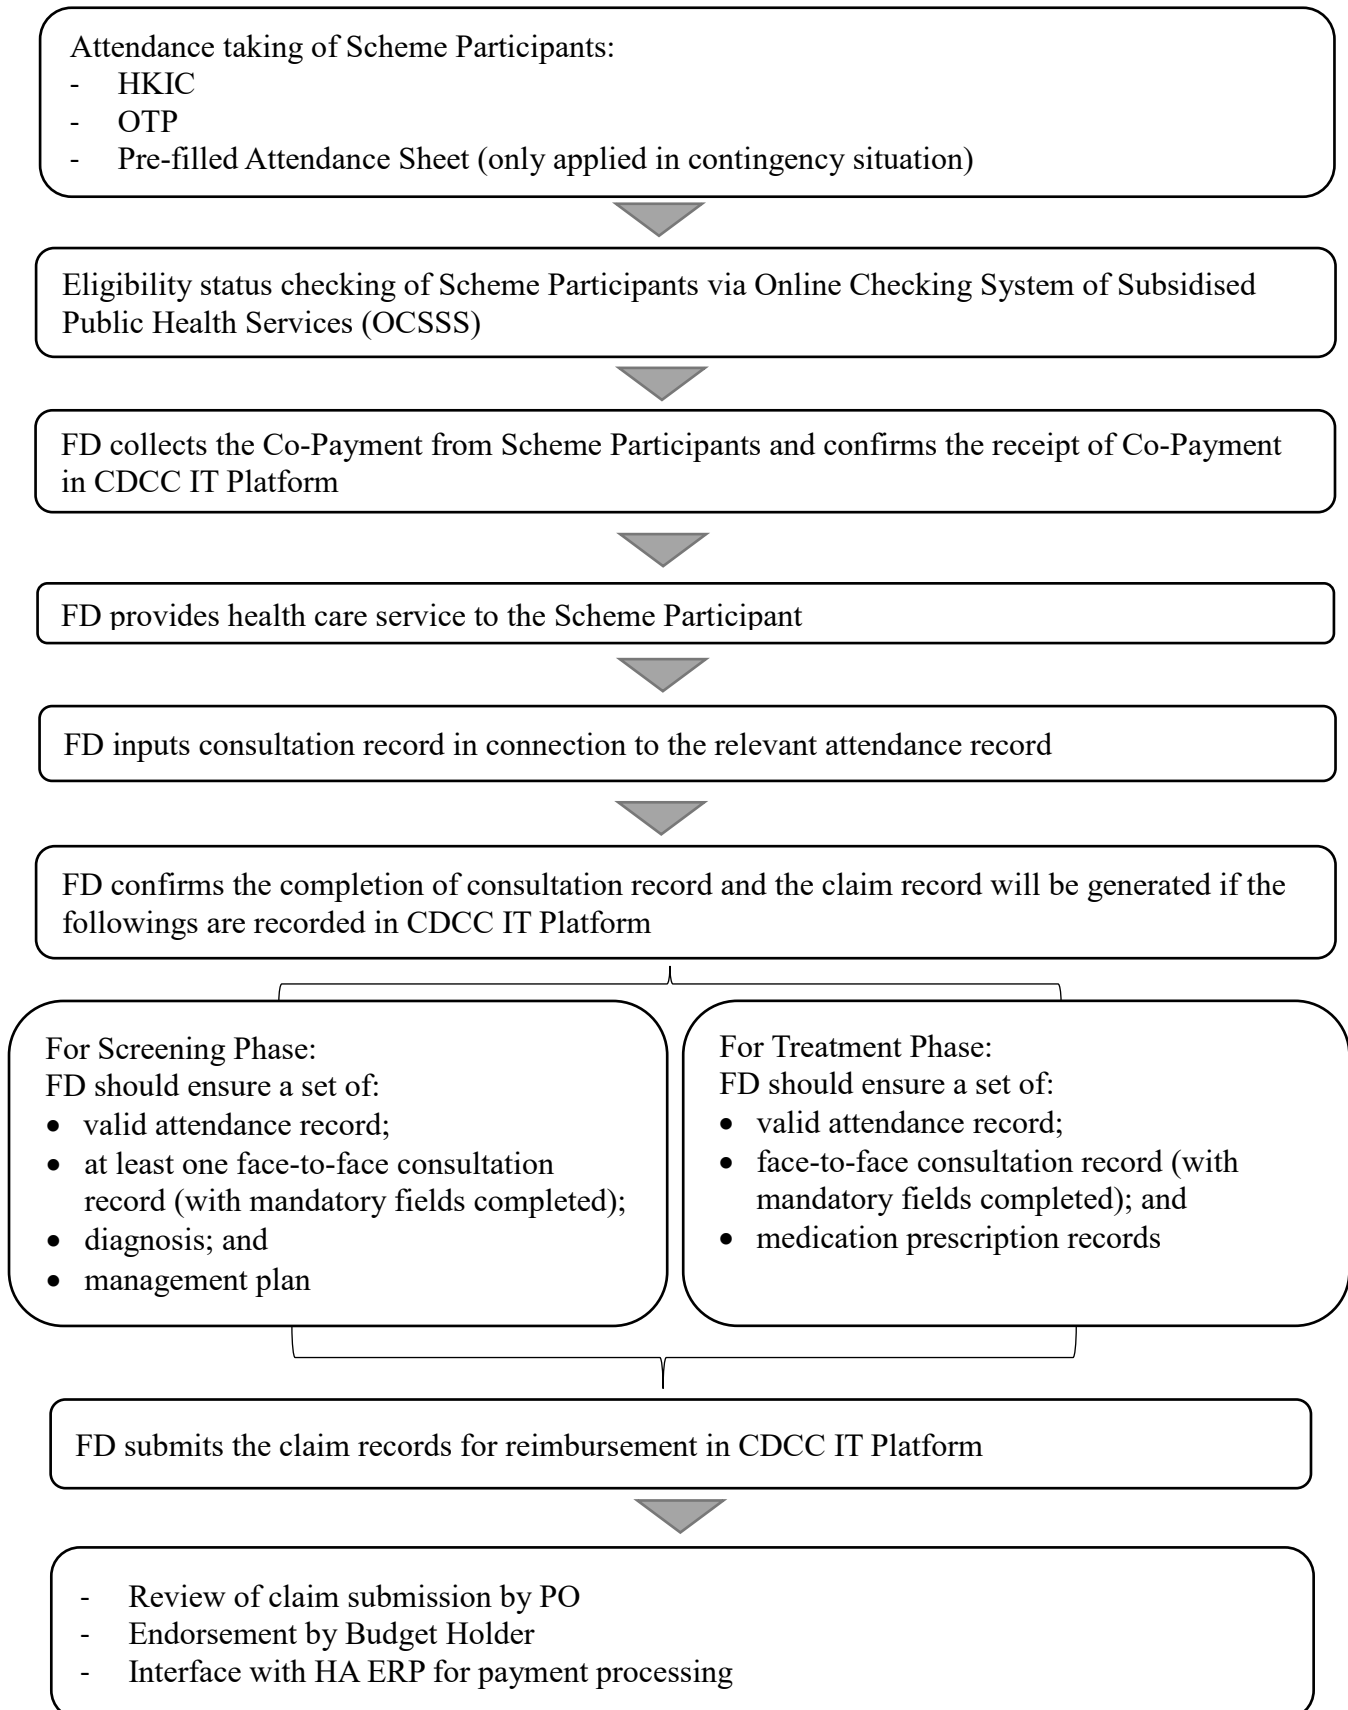 Attendance taking of Scheme Participants:
- HKIC
- OTP
- Pre-filled Attendance Sheet (only applied in contingency situation)
Eligibility status checking of Scheme Participants via Online Checking System of Subsidised
Public Health Services (OCSSS)
FD collects the Co-Payment from Scheme Participants and confirms the receipt of Co-Payment
in CDCC IT Platform
FD provides health care service to the Scheme Participant
FD inputs consultation record in connection to the relevant attendance record
FD confirms the completion of consultation record and the claim record will be generated if the
followings are recorded in CDCC IT Platform
For Screening Phase:
FD should ensure a set of:
• valid attendance record;
• at least one face-to-face consultation
record (with mandatory fields completed);
• diagnosis; and
• management plan
For Treatment Phase:
FD should ensure a set of:
• valid attendance record;
• face-to-face consultation record (with
mandatory fields completed); and
• medication prescription records
FD submits the claim records for reimbursement in CDCC IT Platform
- Review of claim submission by PO
- Endorsement by Budget Holder
- Interface with HA ERP for payment processing